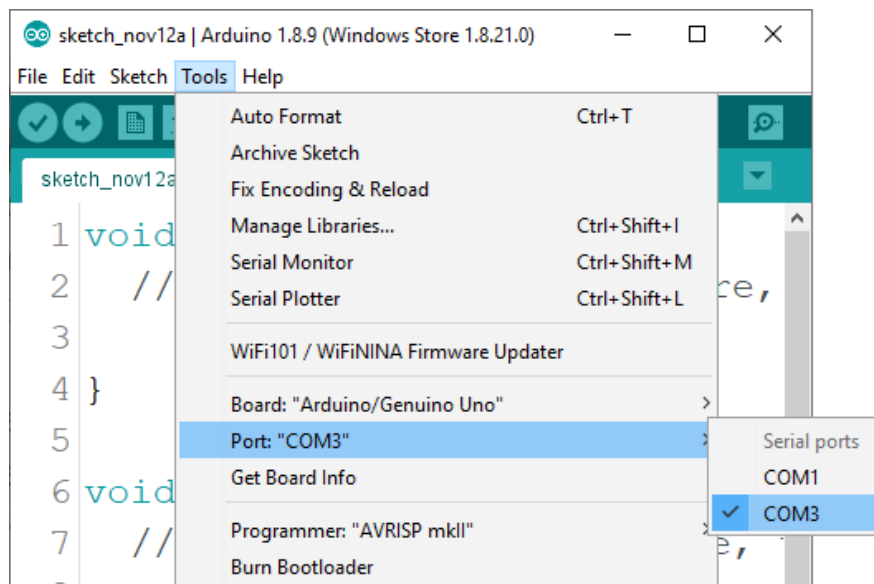 sketch_nov12a | Arduino 1.8.9 (Windows Store 1.8.21.0)
File Edit Sketch Tools Help
Auto Format Ctrl+T
Archive Sketch
sketch_nov12a
Fix Encoding & Reload
Manage Libraries... Ctrl+Shift+I
1 void
Serial Monitor Ctrl+Shift+M
2 //
Serial Plotter Ctrl+Shift+L
3
WiFi101 / WiFiNINA Firmware Updater
4 }
Board: "Arduino/Genuino Uno"
5
Port: "COM3"
Serial ports
Get Board Info
COM1
6 void
COM3
7 //
Programmer: "AVRISP mkII"
Burn Bootloader